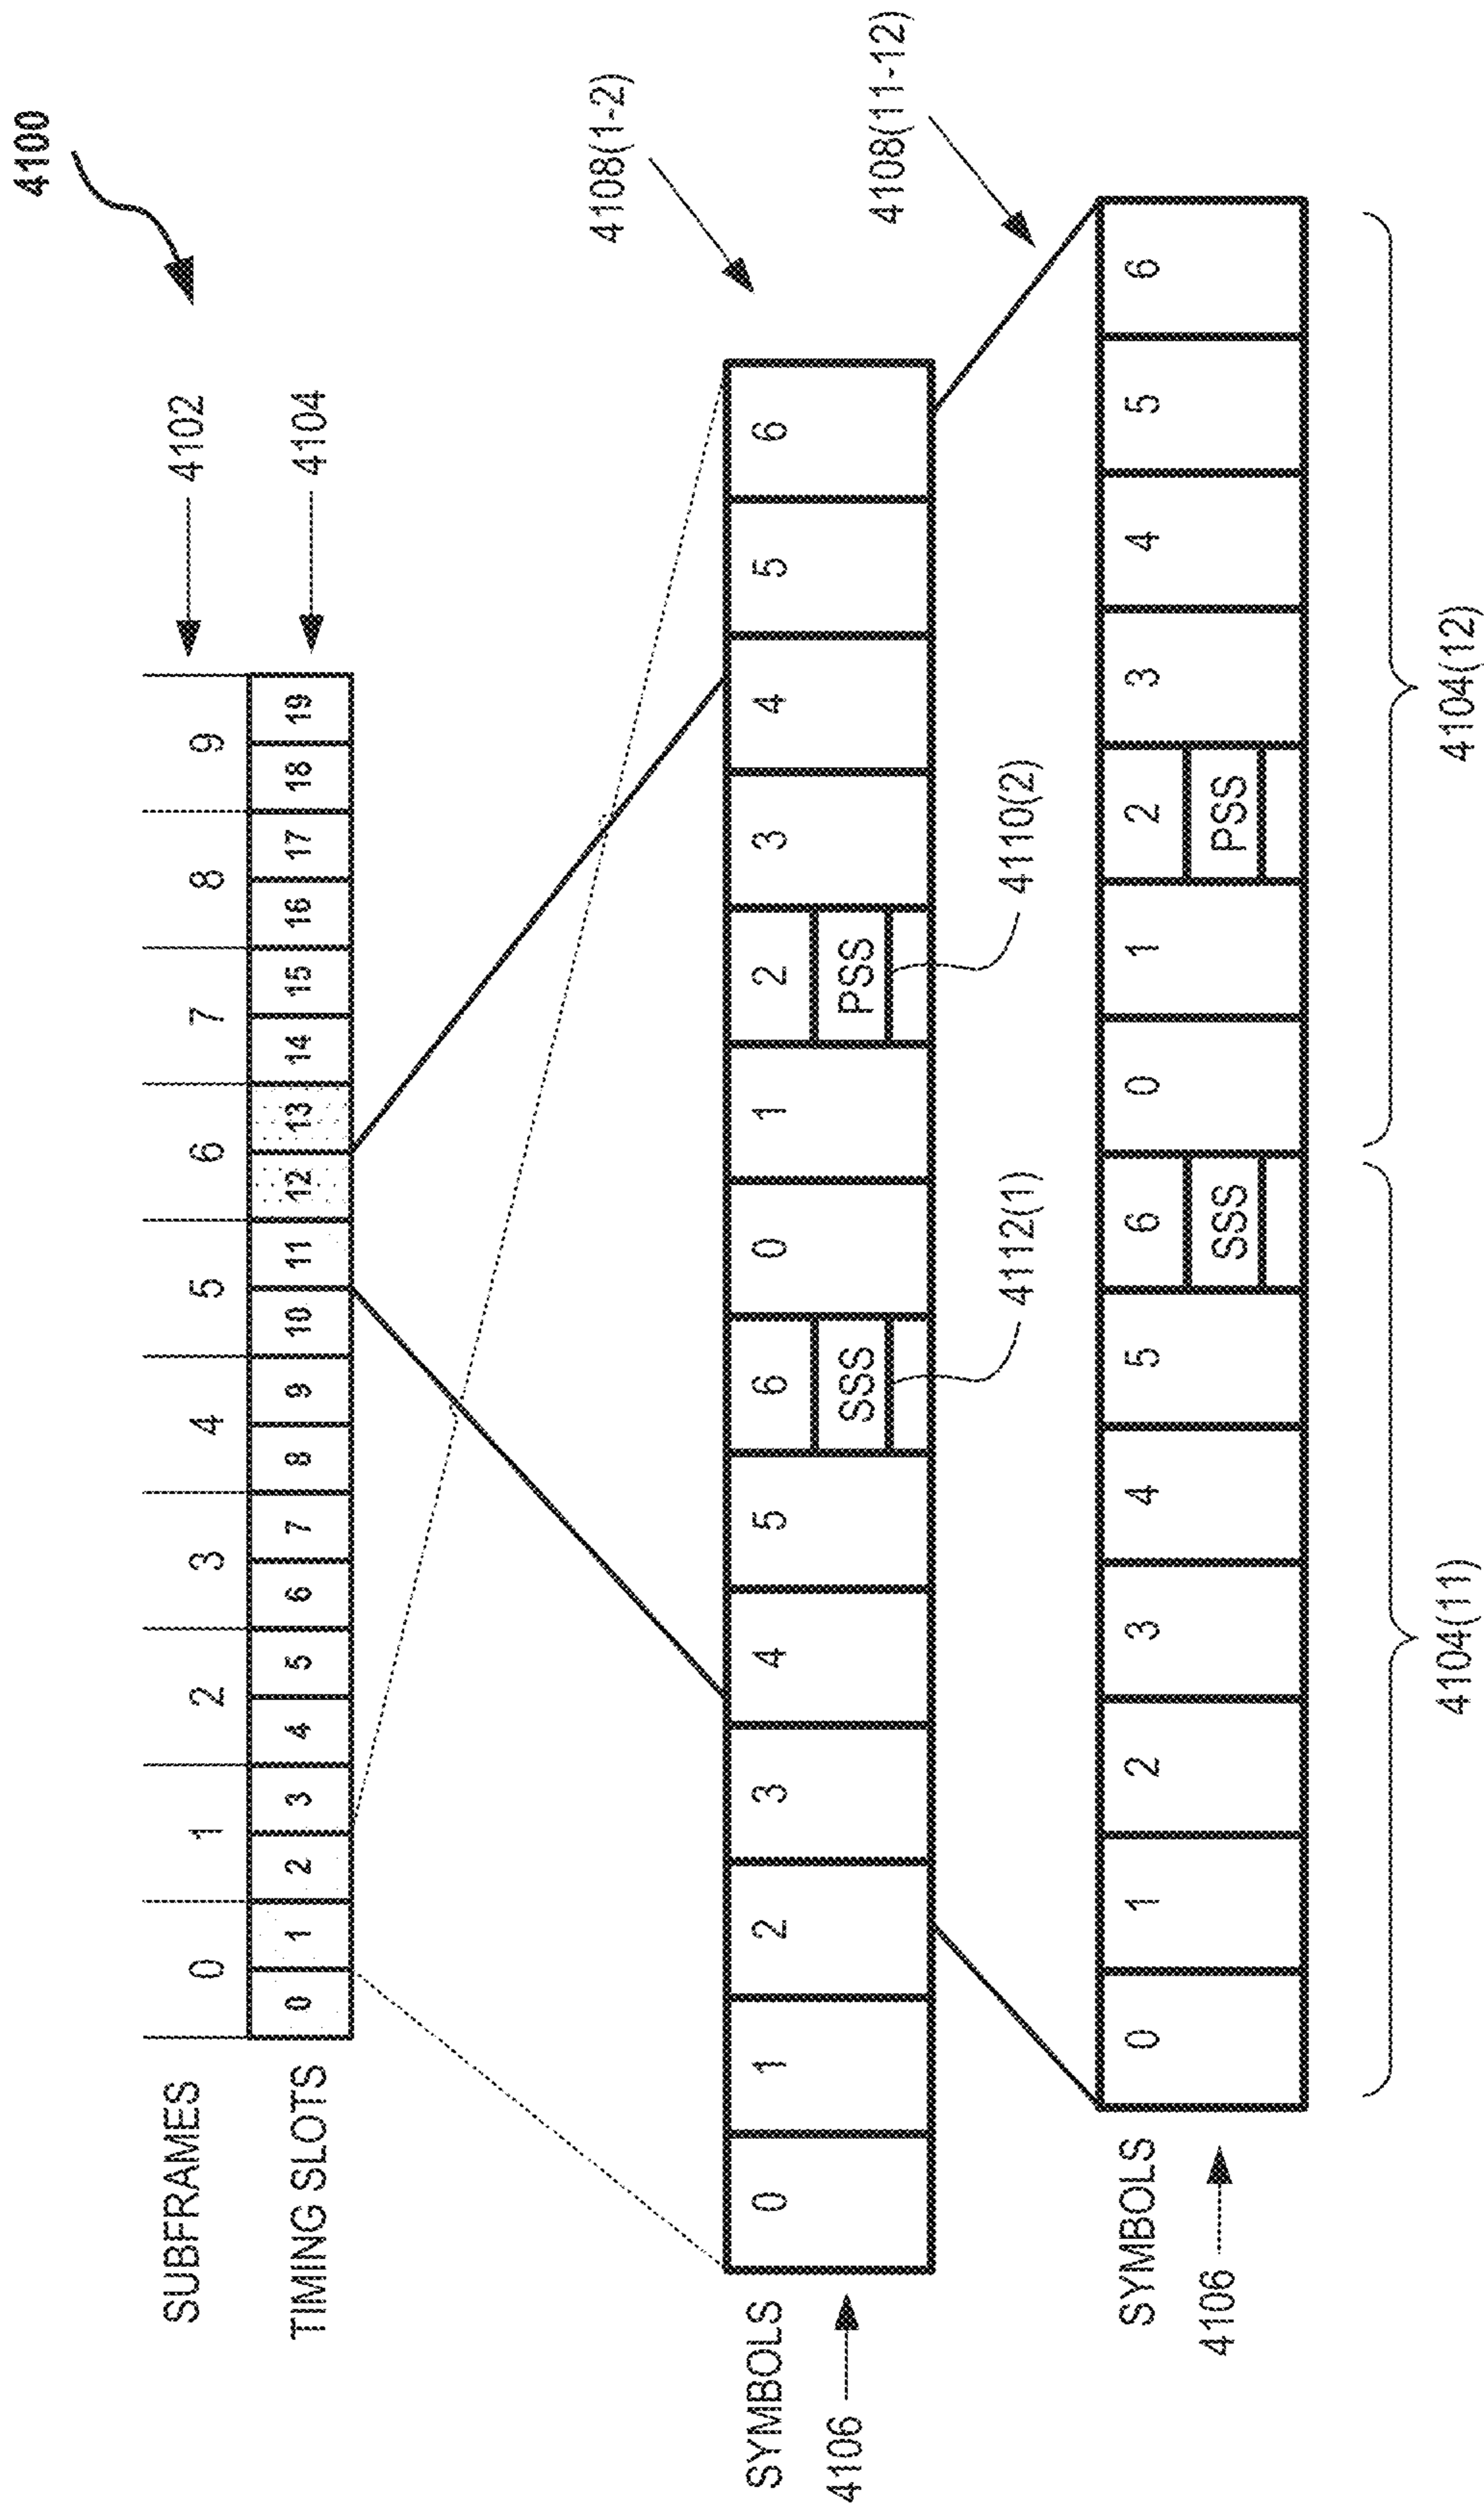 4100
SUBFRAMES 0 1 2 3 4 5 6 7 8 9 4102
TIMING SLOTS 0 1 2 3 4 5 6 7 8 9 10 11 12 13 14 15 16 17 18 19 4104
4108(1-2)
SYMBOLS 0 1 2 3 4 5 6 0 1 2 3 4 5 6
4106 SSS PSS
4112(1) 4110(2)
4108(11-12)
SYMBOLS 0 1 2 3 4 5 6 0 1 2 3 4 5 6
4106 SSS PSS
4104(11) 4104(12)